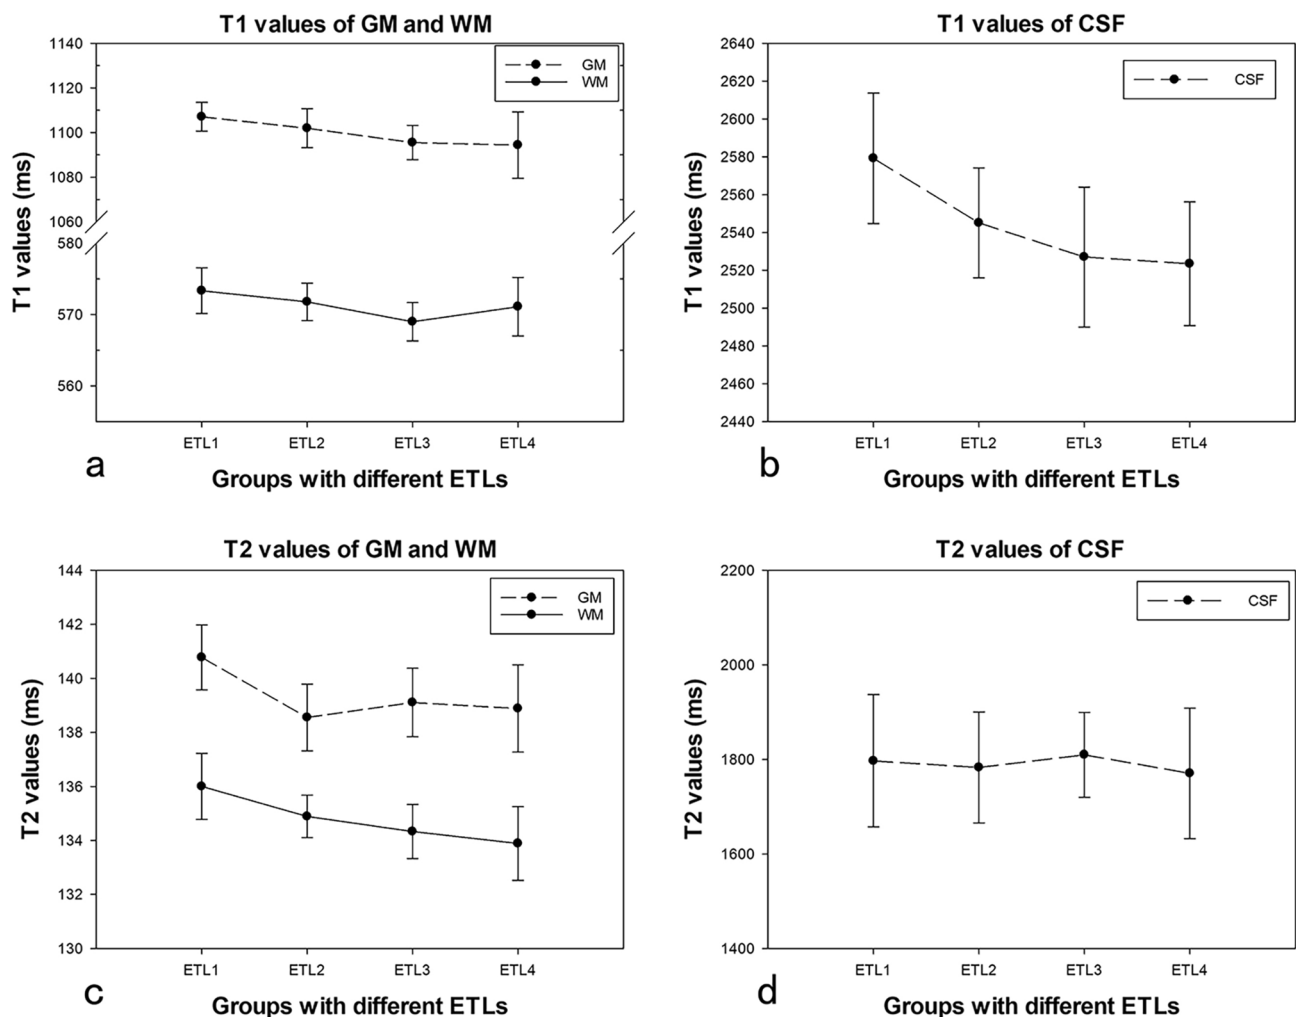 T1 values of GM and WM
T1 values (ms)
1140
1120
1100
1080
1060
580
570
560
GM
WM
ETL1 ETL2 ETL3 ETL4
a
Groups with different ETLs
T1 values of CSF
T1 values (ms)
2640
2620
2600
2580
2560
2540
2520
2500
2480
2460
2440
CSF
ETL1 ETL2 ETL3 ETL4
b
Groups with different ETLs
T2 values of GM and WM
T2 values (ms)
144
142
140
138
136
134
132
130
GM
WM
ETL1 ETL2 ETL3 ETL4
c
Groups with different ETLs
T2 values of CSF
T2 values (ms)
2200
2000
1800
1600
1400
CSF
ETL1 ETL2 ETL3 ETL4
d
Groups with different ETLs